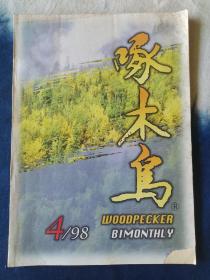 啄木鸟
®
4/98
WOODPECKER
BIMONTHLY